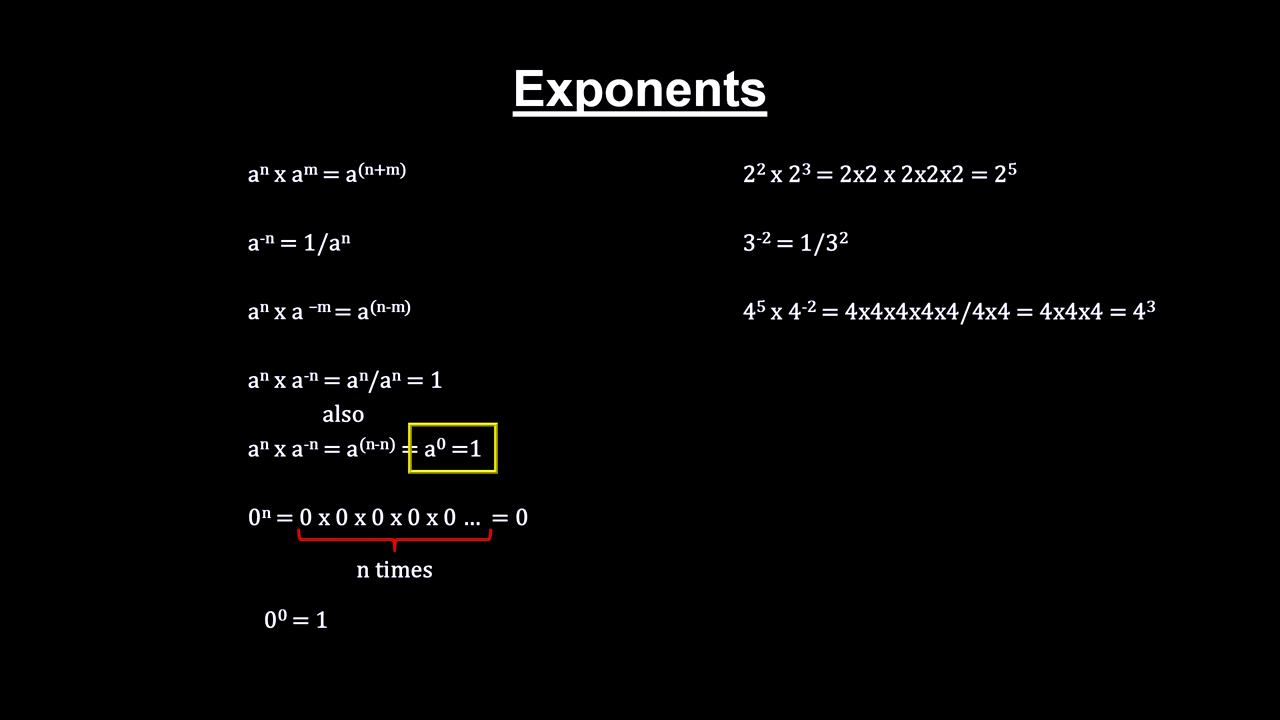 Exponents
aⁿ x aᵐ = a⁽ⁿ⁺ᵐ⁾
2² x 2³ = 2x2 x 2x2x2 = 2⁵
a⁻ⁿ = 1/aⁿ
3⁻² = 1/3²
aⁿ x a ⁻ᵐ = a⁽ⁿ⁻ᵐ⁾
4⁵ x 4⁻² = 4x4x4x4x4/4x4 = 4x4x4 = 4³
aⁿ x a⁻ⁿ = aⁿ/aⁿ = 1
also
aⁿ x a⁻ⁿ = a⁽ⁿ⁻ⁿ⁾ = a⁰ =1
0ⁿ = 0 x 0 x 0 x 0 x 0 ... = 0
n times
0⁰ = 1